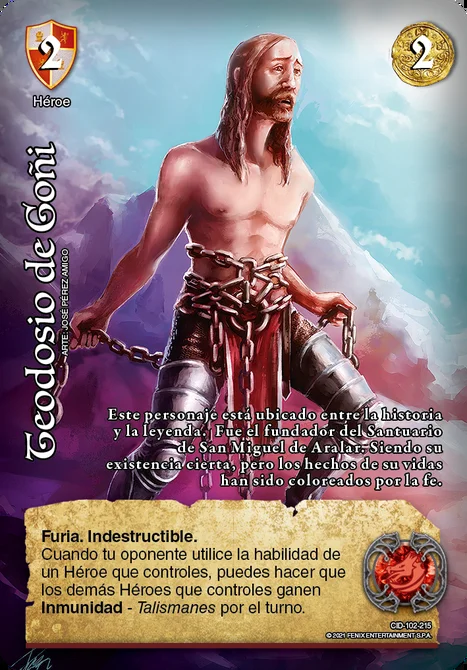 2
2
Héroe
Teodosio de Goñi
ARTE: JOSÉ PÉREZ AMIGO
Este personaje está ubicado entre la historia
y la leyenda. Fue el fundador del Santuario
de San Miguel de Aralar. Siendo su
existencia cierta, pero los hechos de su vidas
han sido coloreados por la fe.
Furia. Indestructible.
Cuando tu oponente utilice la habilidad de
un Héroe que controles, puedes hacer que
los demás Héroes que controles ganen
Inmunidad - Talismanes por el turno.
CID-102-215
© 2021 FENIX ENTERTAINMENT S.P.A.